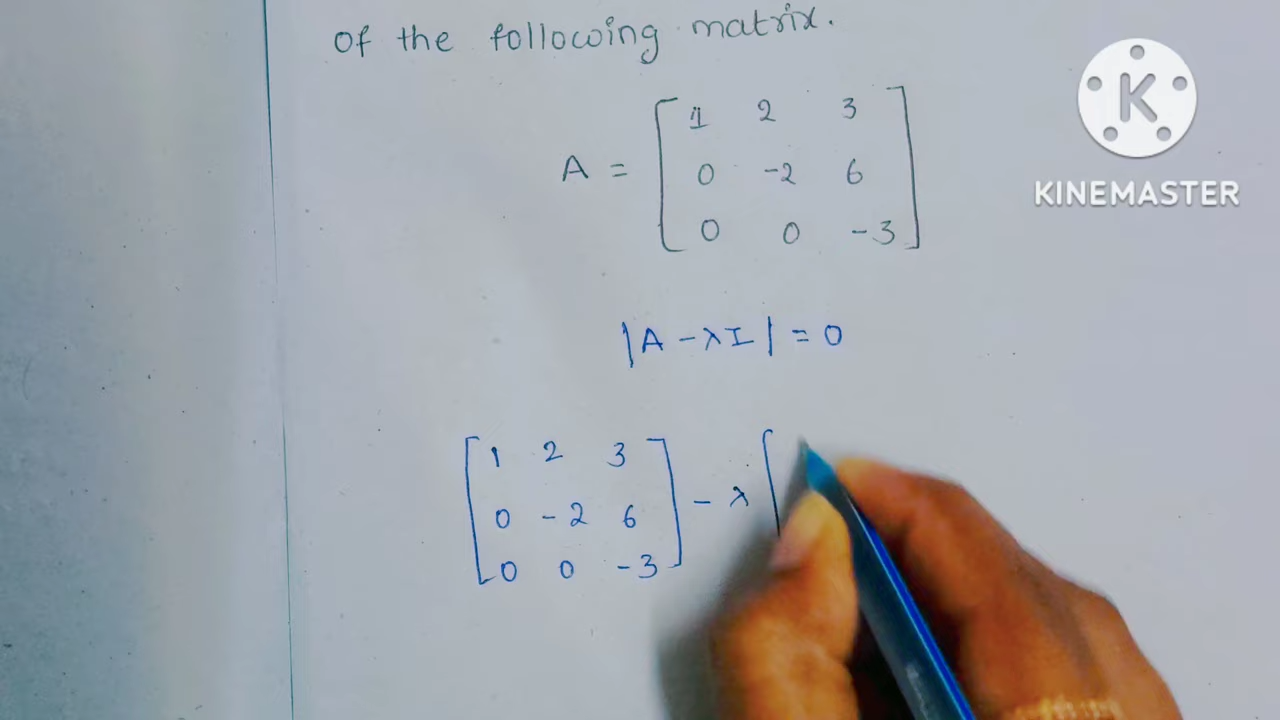 of the following matrix.
A = [ 1 2 3
0 -2 6
0 0 -3 ]
|A - λI| = 0
[ 1 2 3
0 -2 6
0 0 -3 ] - λ [
K
KINEMASTER